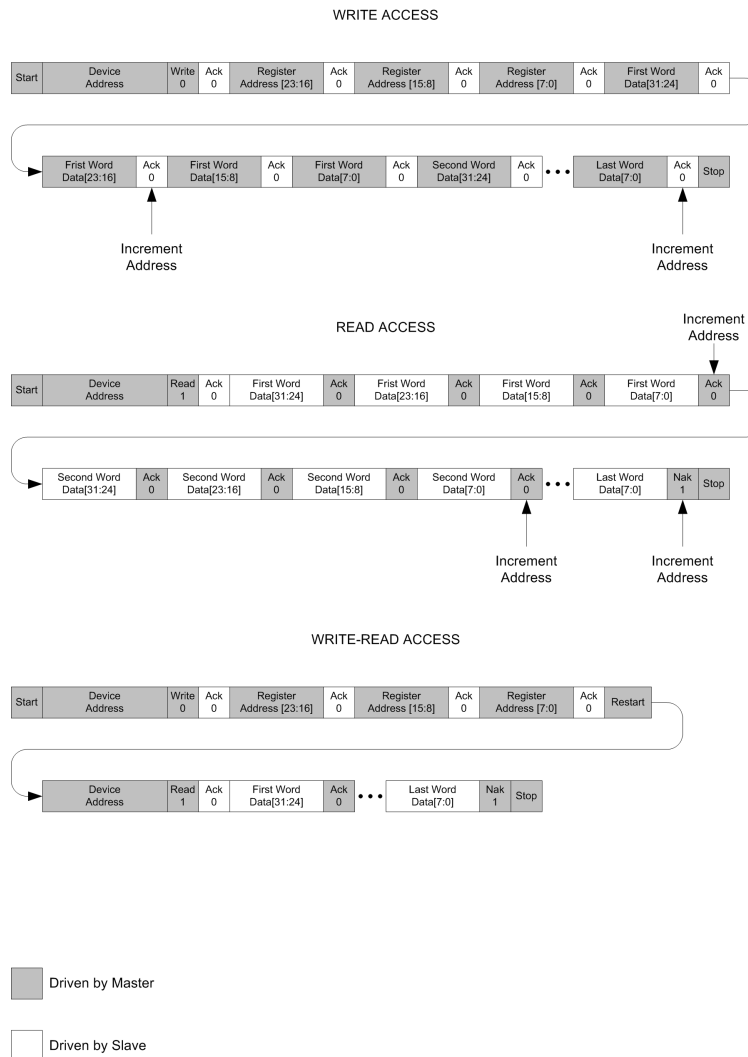 WRITE ACCESS
Start Device Write Ack Register Ack Register Ack Register Ack First Word Ack
Address 0 0 Address [23:16] 0 Address [15:8] 0 Address [7:0] 0 Data[31:24] 0
Frist Word Ack First Word Ack First Word Ack Second Word Ack Last Word Ack Stop
Data[23:16] 0 Data[15:8] 0 Data[7:0] 0 Data[31:24] 0 Data[7:0] 0
Increment Increment
Address Address
READ ACCESS
Increment
Address
Start Device Read Ack First Word Ack Frist Word Ack First Word Ack First Word Ack
Address 1 0 Data[31:24] 0 Data[23:16] 0 Data[15:8] 0 Data[7:0] 0
Second Word Ack Second Word Ack Second Word Ack Second Word Ack Last Word Nak Stop
Data[31:24] 0 Data[23:16] 0 Data[15:8] 0 Data[7:0] 0 Data[7:0] 1
Increment Increment
Address Address
WRITE-READ ACCESS
Start Device Write Ack Register Ack Register Ack Register Ack Restart
Address 0 0 Address [23:16] 0 Address [15:8] 0 Address [7:0] 0
Device Read Ack First Word Ack Last Word Nak Stop
Address 1 0 Data[31:24] 0 Data[7:0] 1
Driven by Master
Driven by Slave